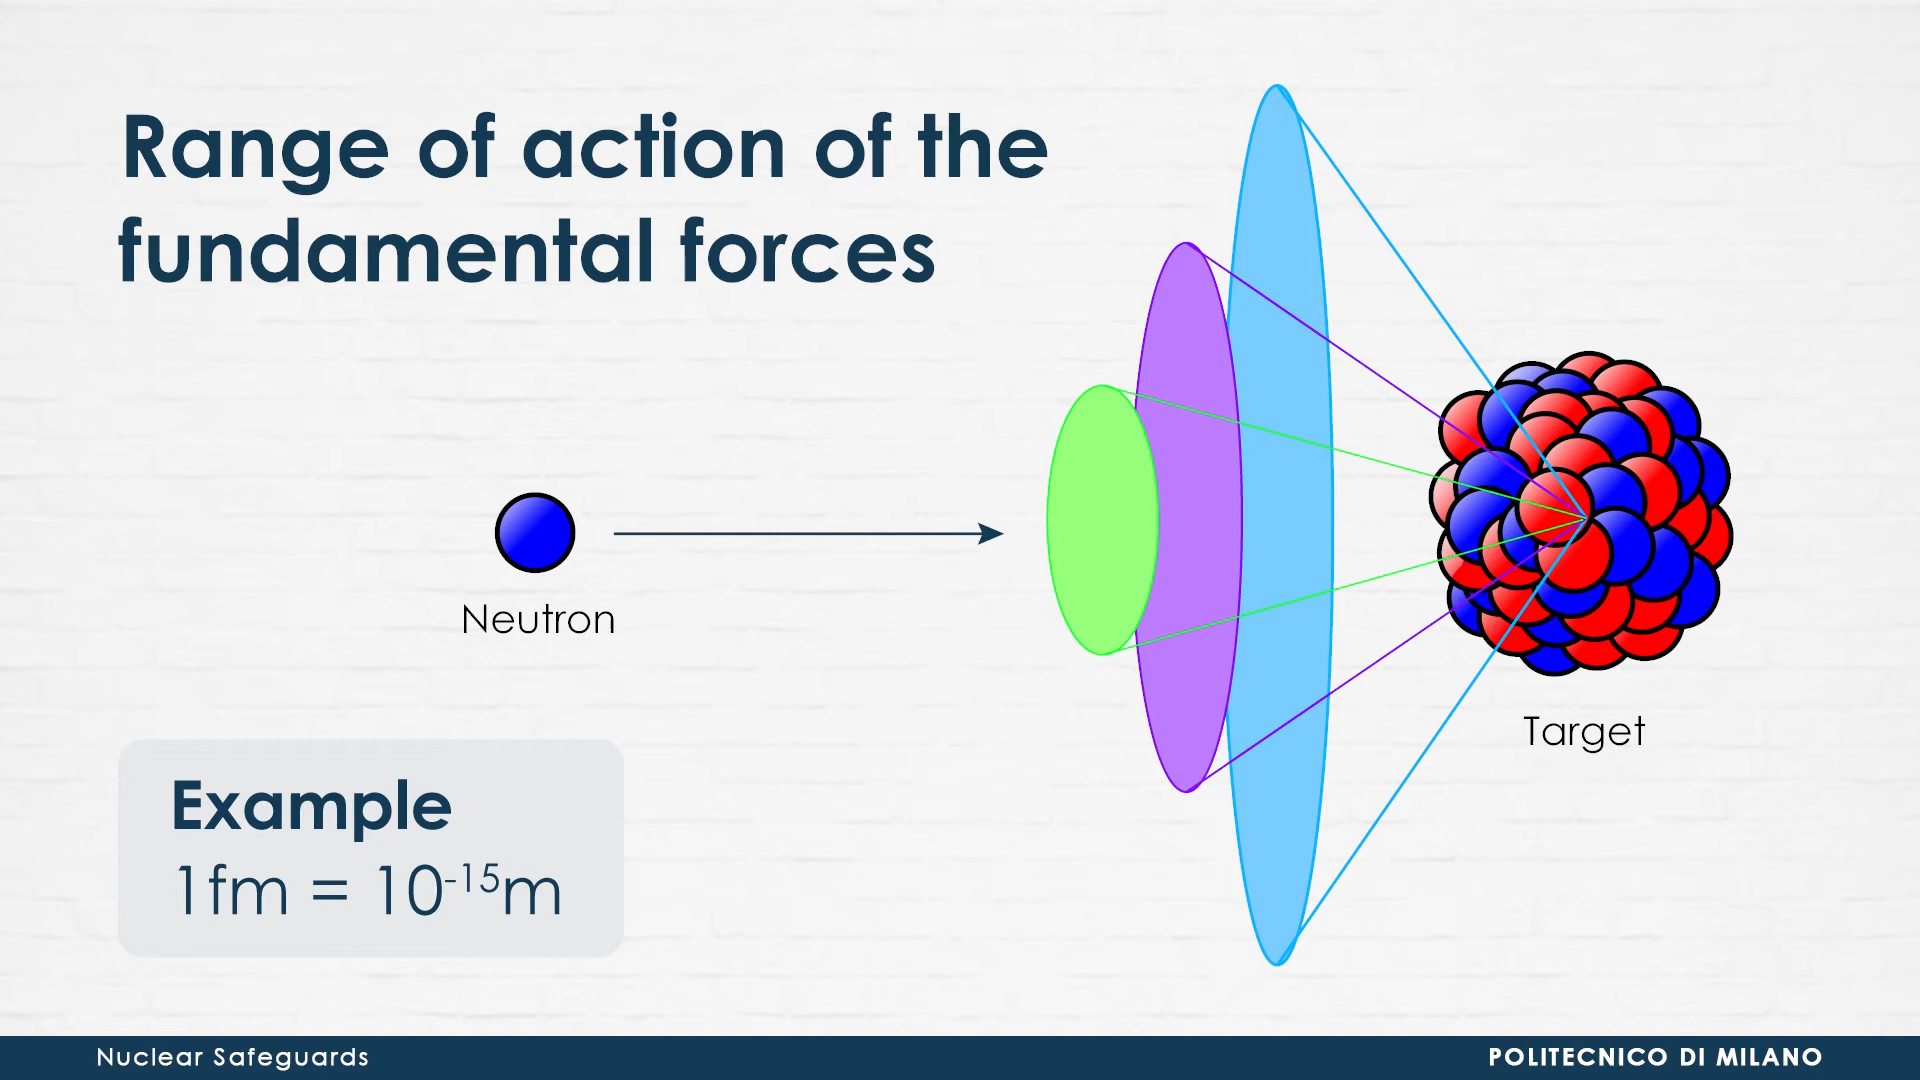 Range of action of the
fundamental forces
Neutron
Target
Example
1fm = 10⁻¹⁵m
Nuclear Safeguards
POLITECNICO DI MILANO